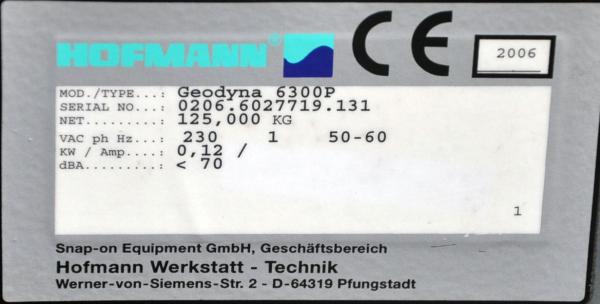 HOFMANN® CE 2006
MOD./TYPE...: Geodyna 6300P
SERIAL NO...: 0206.6027719.131
NET.........: 125,000 KG
VAC ph Hz...: 230 1 50-60
KW / Amp....: 0,12 /
dBA.........: < 70
1
Snap-on Equipment GmbH, Geschäftsbereich
Hofmann Werkstatt - Technik
Werner-von-Siemens-Str. 2 - D-64319 Pfungstadt